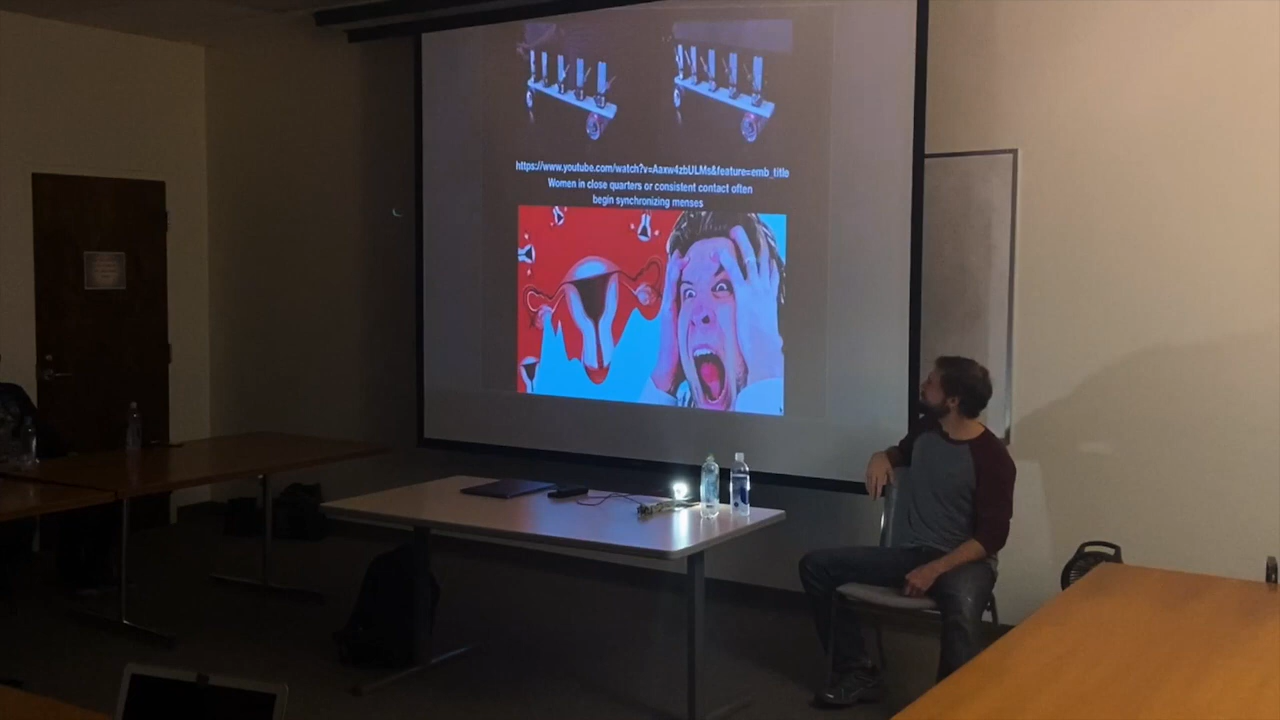 https://www.youtube.com/watch?v=Aaxw4zbULMs&feature=emb_title
Women in close quarters or consistent contact often
begin synchronizing menses